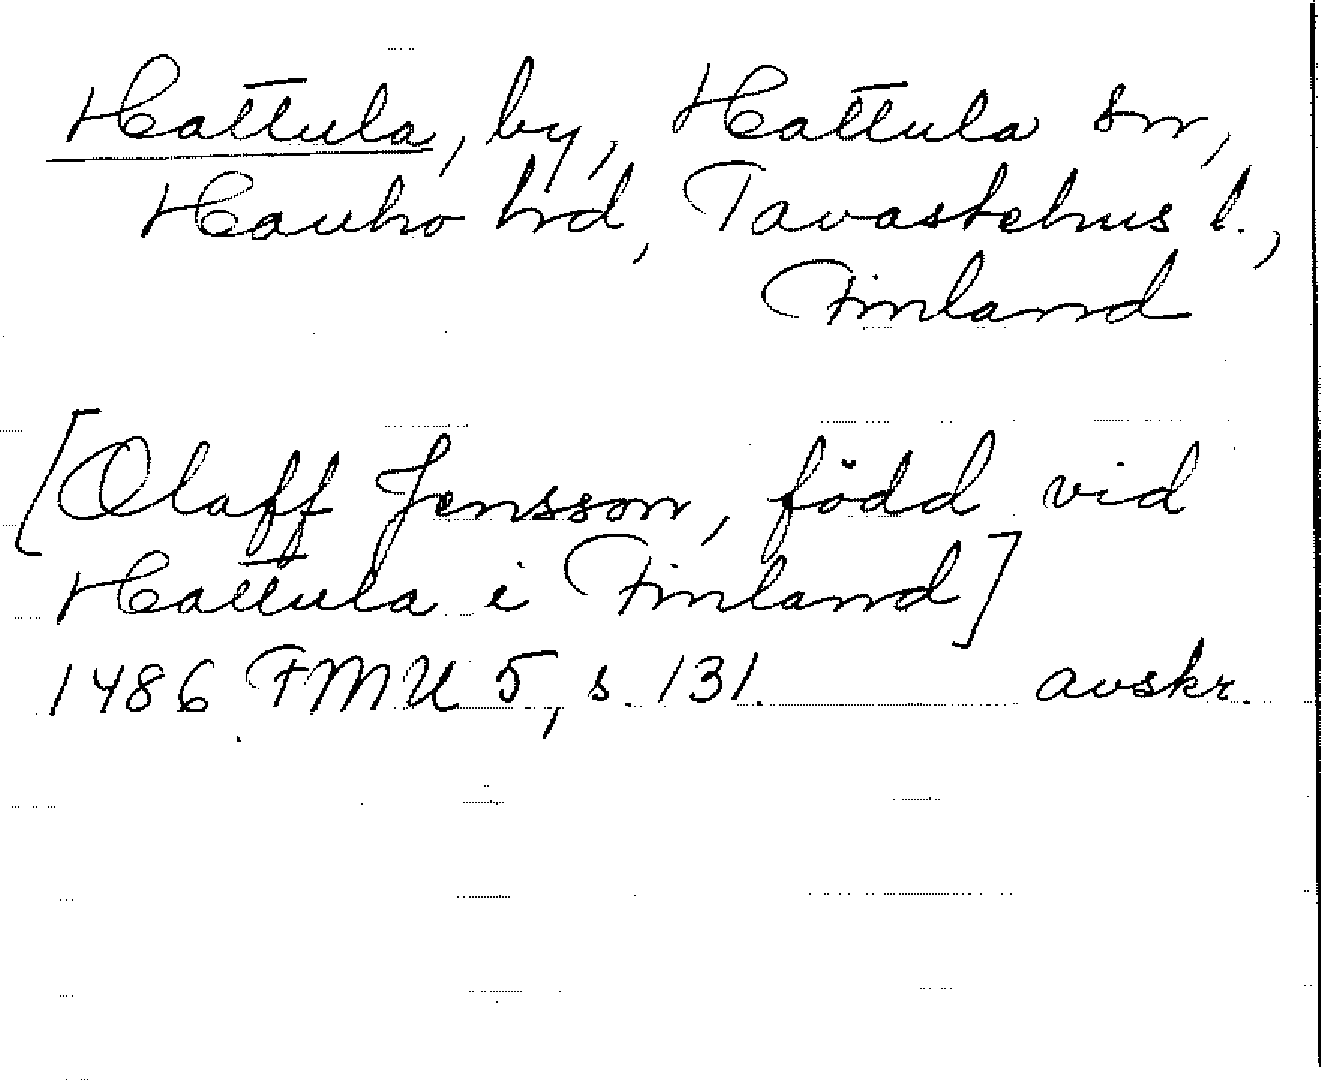 Hattula, by, Hattula sn,
Hauho hd, Tavastehus l.,
Finland
[Olaff Jensson, född vid
Hattula i Finland]
1486 FMU 5, s. 131. avskr.